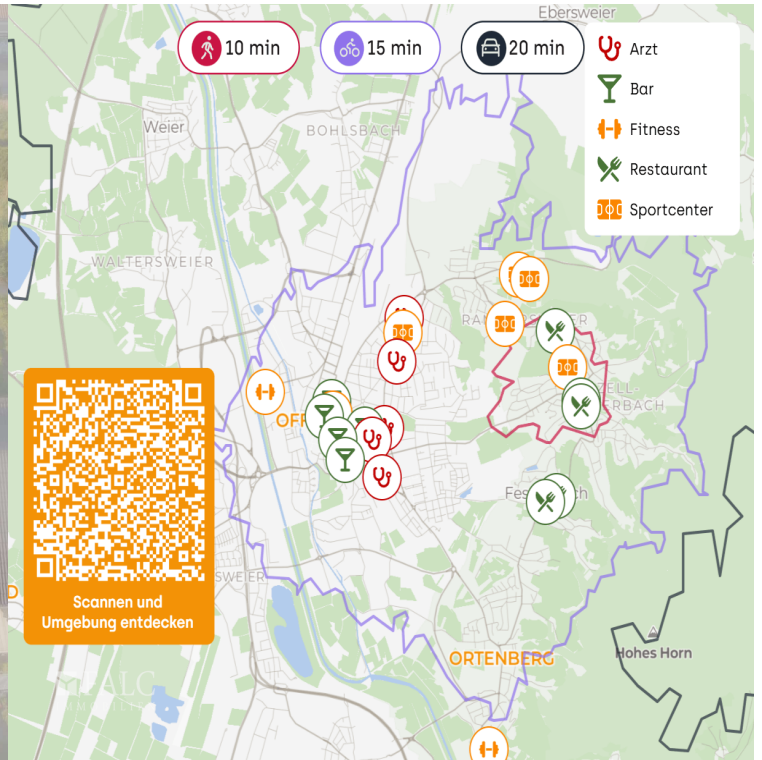 Ebersweier
10 min
15 min
20 min
Arzt
Bar
Fitness
Restaurant
Sportcenter
Weier
BOHLSBACH
WALTERSWEIER
ORTENBERG
Hohes Horn
Scannen und
Umgebung entdecken